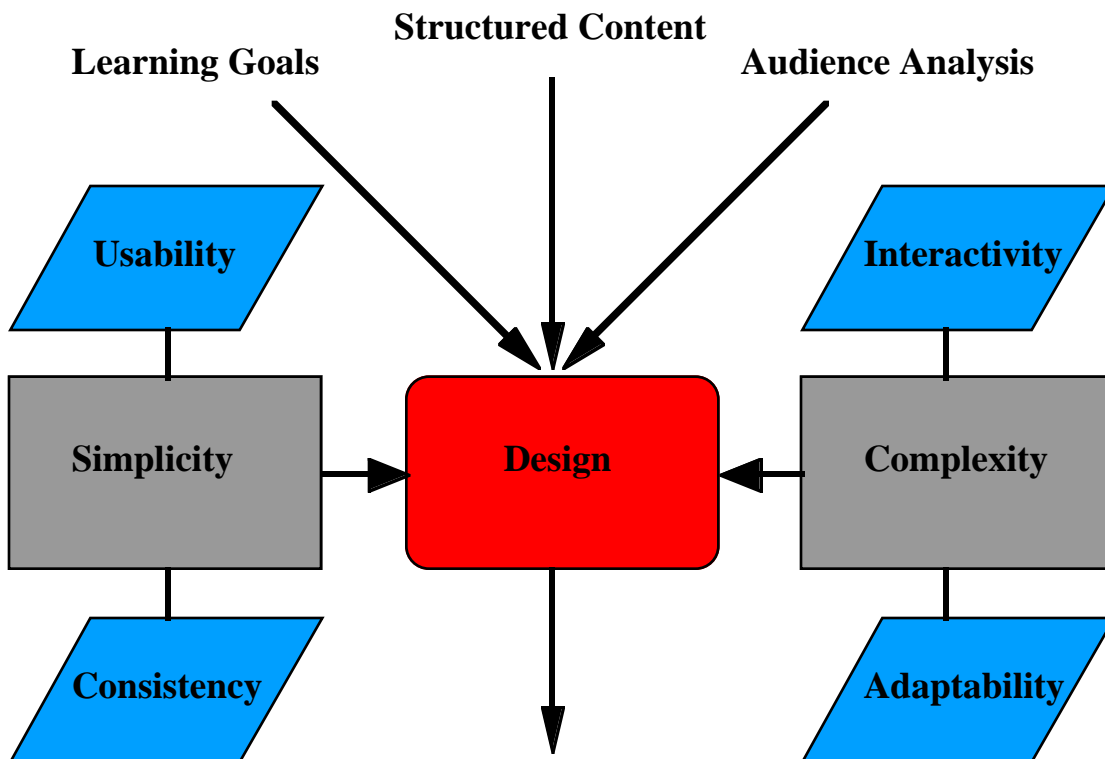 Structured Content
Learning Goals
Audience Analysis
Usability
Interactivity
Simplicity
Design
Complexity
Consistency
Adaptability